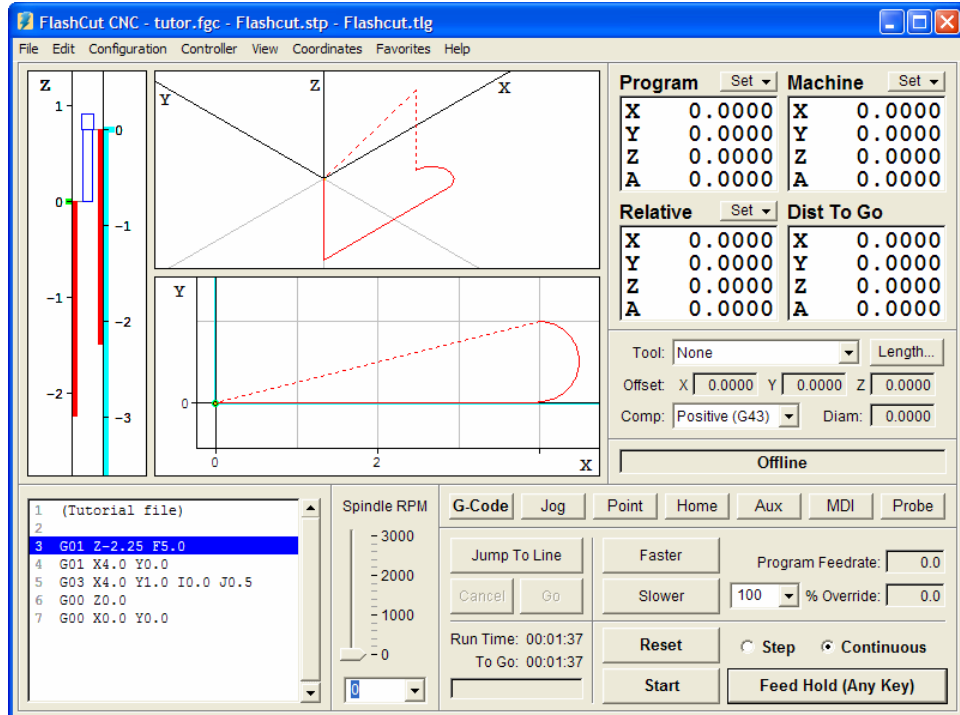 FlashCut CNC - tutor.fgc - Flashcut.stp - Flashcut.tlg
File Edit Configuration Controller View Coordinates Favorites Help
Z
1
0
-1
-2
0
-1
-2
-3
Y Z X
Y
0
0 2 X
Program Set Machine Set
X 0.0000 X 0.0000
Y 0.0000 Y 0.0000
Z 0.0000 Z 0.0000
A 0.0000 A 0.0000
Relative Set Dist To Go
X 0.0000 X 0.0000
Y 0.0000 Y 0.0000
Z 0.0000 Z 0.0000
A 0.0000 A 0.0000
Tool: None Length...
Offset: X 0.0000 Y 0.0000 Z 0.0000
Comp: Positive (G43) Diam: 0.0000
Offline
1 (Tutorial file)
2
3 G01 Z-2.25 F5.0
4 G01 X4.0 Y0.0
5 G03 X4.0 Y1.0 I0.0 J0.5
6 G00 Z0.0
7 G00 X0.0 Y0.0
Spindle RPM
3000
2000
1000
0
0
G-Code Jog Point Home Aux MDI Probe
Jump To Line Faster Program Feedrate: 0.0
Cancel Go Slower 100 % Override: 0.0
Run Time: 00:01:37
To Go: 00:01:37
Reset Step Continuous
Start Feed Hold (Any Key)